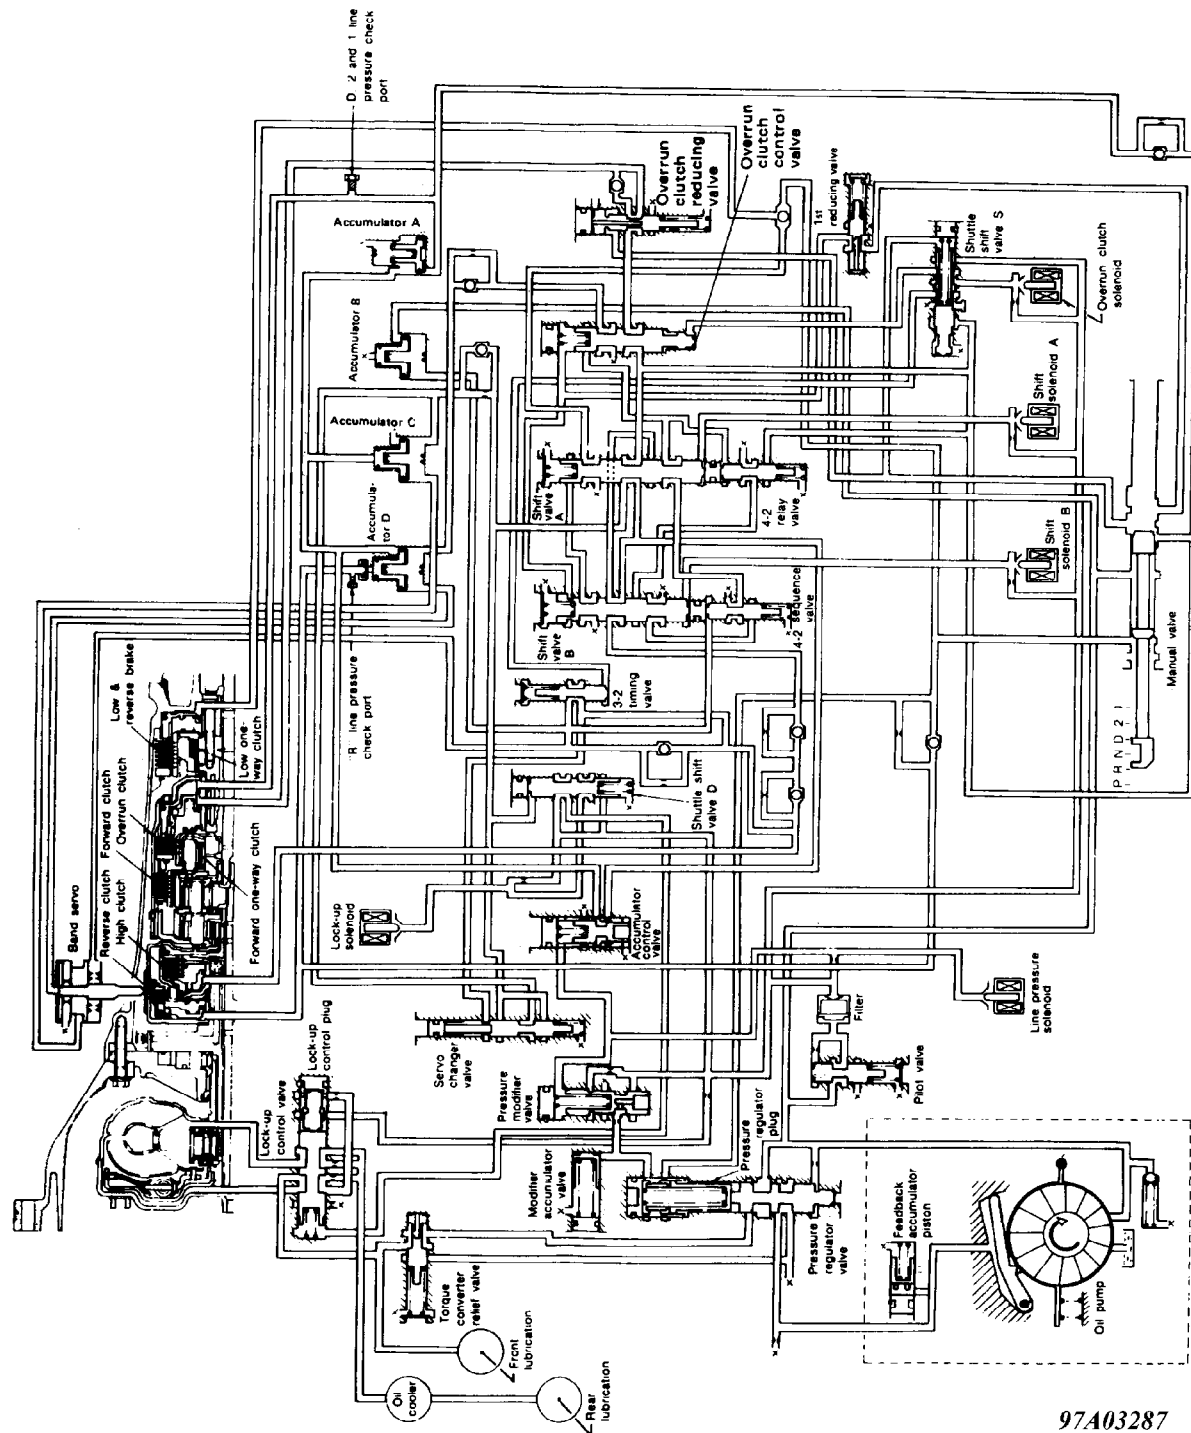 D, 2 and 1 line
pressure check
port
Accumulator A
Accumulator B
Accumulator C
Accumula-
tor D
"R" line pressure
check port
Overrun
clutch
reducing
valve
Overrun
clutch
control
valve
1st
reducing valve
Shuttle
shift
valve S
Overrun clutch
solenoid
Shift
solenoid A
Shift
solenoid B
Shift
valve
A
4-2
relay
valve
Shift
valve
B
4-2 sequence
valve
3-2
timing
valve
Shuttle shift
valve D
Manual valve
P R N D 2 1
Low &
reverse brake
Low one-
way clutch
Forward clutch
Overrun clutch
Forward one-way clutch
Reverse clutch
High clutch
Band servo
Lock-up
solenoid
Accumulator
control
valve
Line pressure
solenoid
Filter
Pilot valve
Servo
changer
valve
Pressure
modifier
valve
Lock-up
control plug
Lock-up
control valve
Modifier
accumulator
valve
Pressure
regulator
plug
Pressure
regulator
valve
Feedback
accumulator
piston
Oil pump
Torque
converter
relief valve
Front
lubrication
Oil
cooler
Rear
lubrication
97A03287